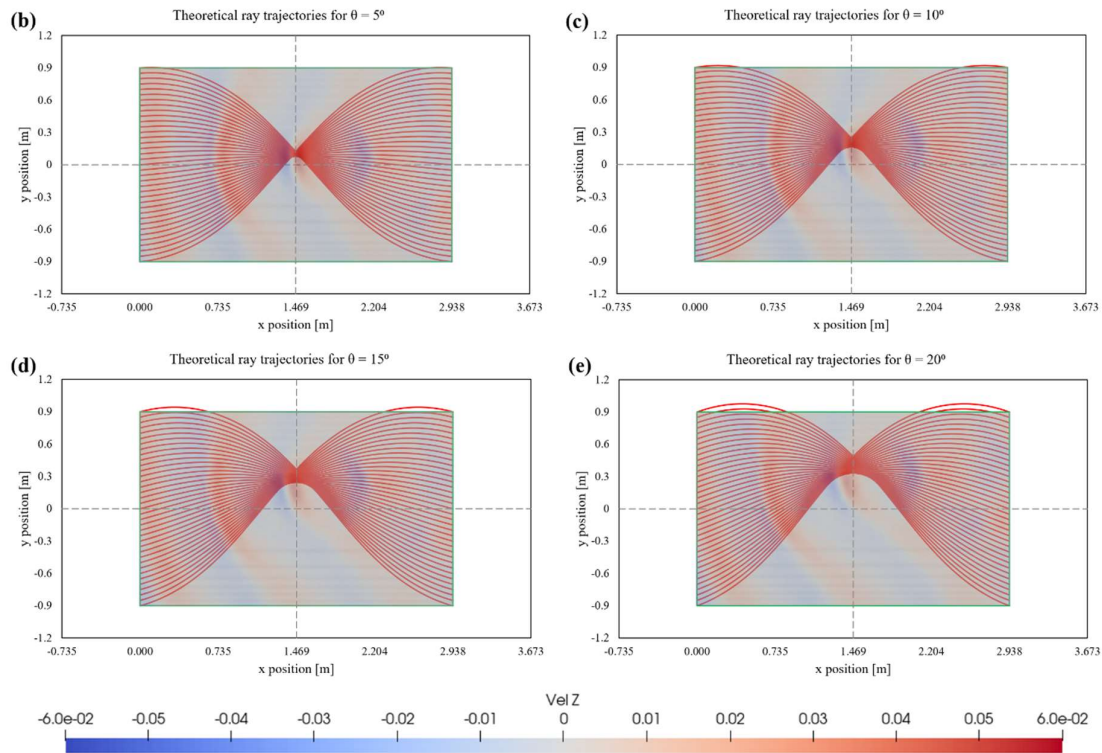 (b)
Theoretical ray trajectories for θ = 5º
1.2
0.9
0.6
0.3
0
-0.3
-0.6
-0.9
-1.2
y position [m]
-0.735 0.000 0.735 1.469 2.204 2.938 3.673
x position [m]
(c)
Theoretical ray trajectories for θ = 10º
1.2
0.9
0.6
0.3
0
-0.3
-0.6
-0.9
-1.2
y position [m]
-0.735 0.000 0.735 1.469 2.204 2.938 3.673
x position [m]
(d)
Theoretical ray trajectories for θ = 15º
1.2
0.9
0.6
0.3
0
-0.3
-0.6
-0.9
-1.2
y position [m]
-0.735 0.000 0.735 1.469 2.204 2.938 3.673
x position [m]
(e)
Theoretical ray trajectories for θ = 20º
1.2
0.9
0.6
0.3
0
-0.3
-0.6
-0.9
-1.2
y position [m]
-0.735 0.000 0.735 1.469 2.204 2.938 3.673
x position [m]
Vel Z
-6.0e-02 -0.05 -0.04 -0.03 -0.02 -0.01 0 0.01 0.02 0.03 0.04 0.05 6.0e-02